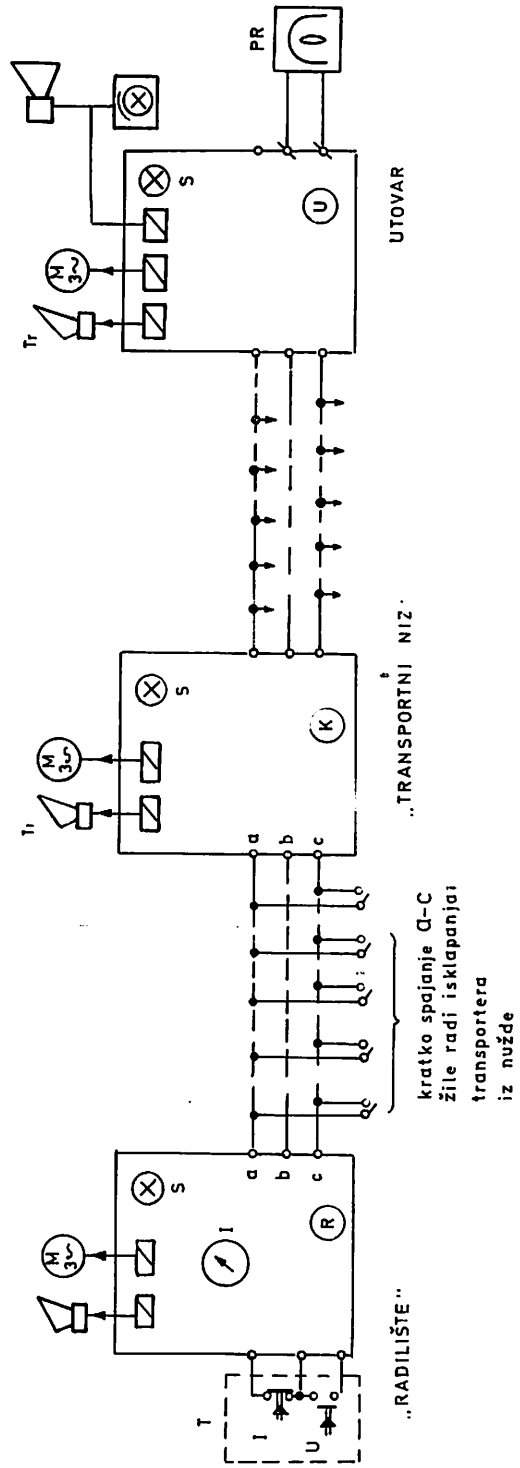 T
I
U
M
3~
S
I
R
a
b
c
„RADILIŠTE"
kratko spajanje a-c
žile radi isklapanja
transportera
iz nužde
Tr
M
3~
S
a
b
c
K
„TRANSPORTNI NIZ"
Tr
M
3~
S
U
UTOVAR
PR